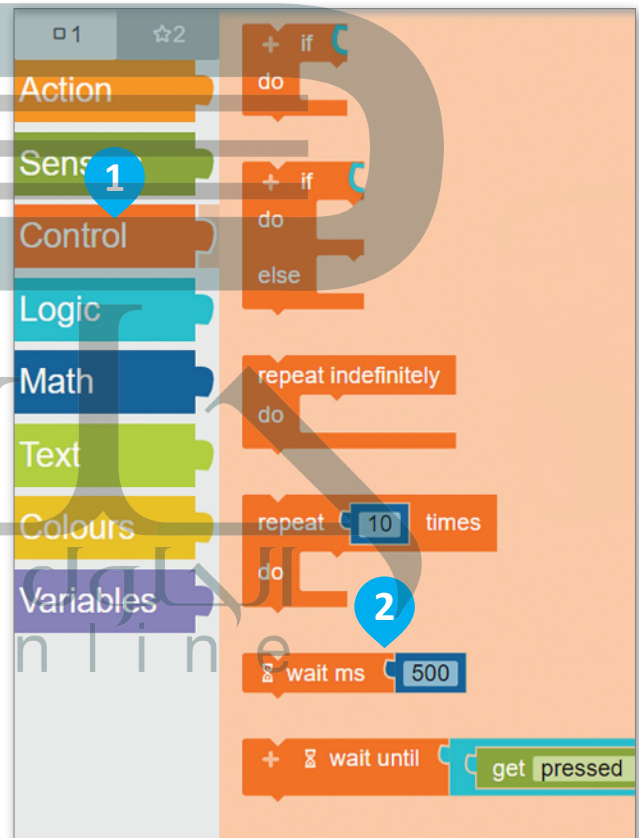 1
2
Action
Sens
1
Control
Logic
Math
Text
Colours
Variables
+ if
do
+ if
do
else
repeat indefinitely
do
repeat 10 times
do
2
wait ms 500
+ wait until get pressed
nline